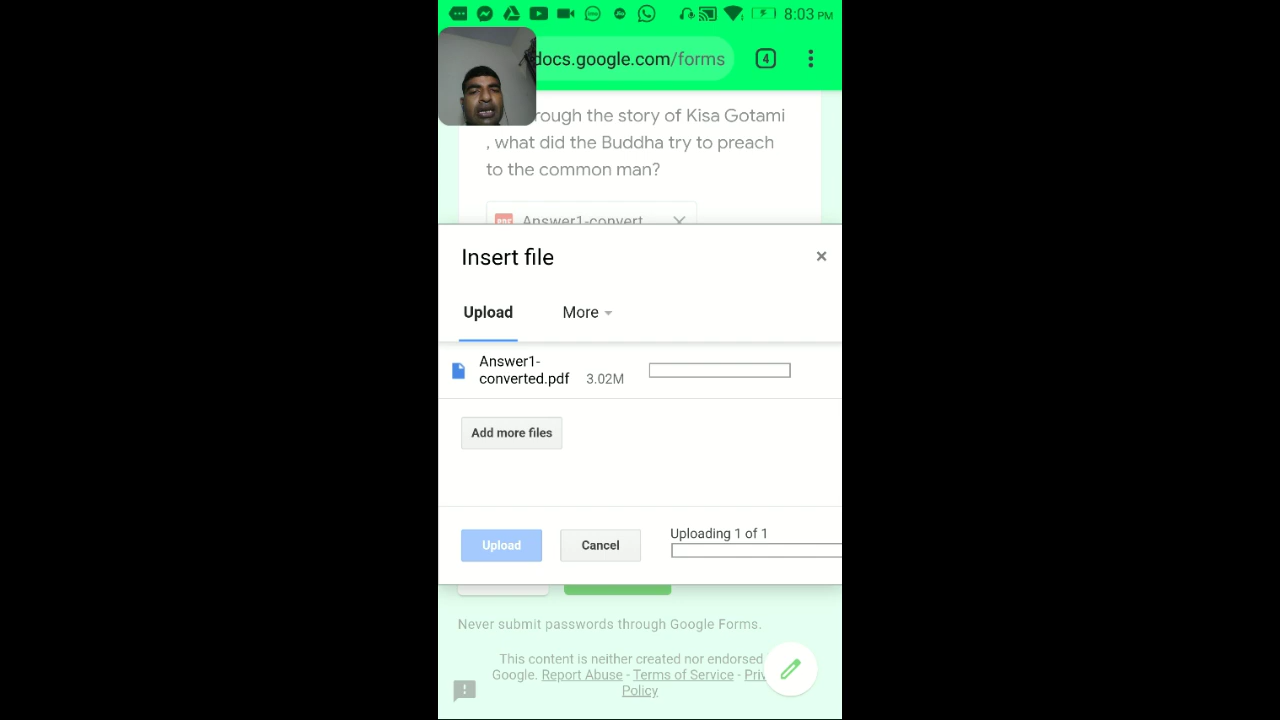 8:03 PM
docs.google.com/forms
4
rough the story of Kisa Gotami
, what did the Buddha try to preach
to the common man?
PDF Answer1-convert
Insert file
×
Upload More
Answer1-
converted.pdf 3.02M
Add more files
Uploading 1 of 1
Upload Cancel
Never submit passwords through Google Forms.
This content is neither created nor endorsed
Google. Report Abuse - Terms of Service - Priv
Policy